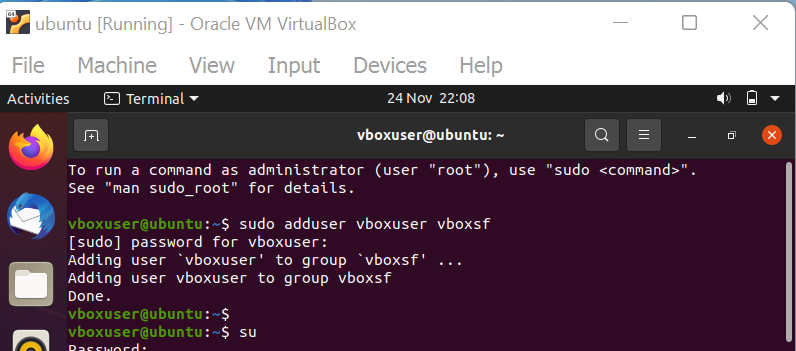 64
ubuntu [Running] - Oracle VM VirtualBox
File Machine View Input Devices Help
Activities Terminal 24 Nov 22:08
vboxuser@ubuntu: ~
To run a command as administrator (user "root"), use "sudo <command>".
See "man sudo_root" for details.
vboxuser@ubuntu:~$ sudo adduser vboxuser vboxsf
[sudo] password for vboxuser:
Adding user `vboxuser' to group `vboxsf' ...
Adding user vboxuser to group vboxsf
Done.
vboxuser@ubuntu:~$
vboxuser@ubuntu:~$ su
Password: